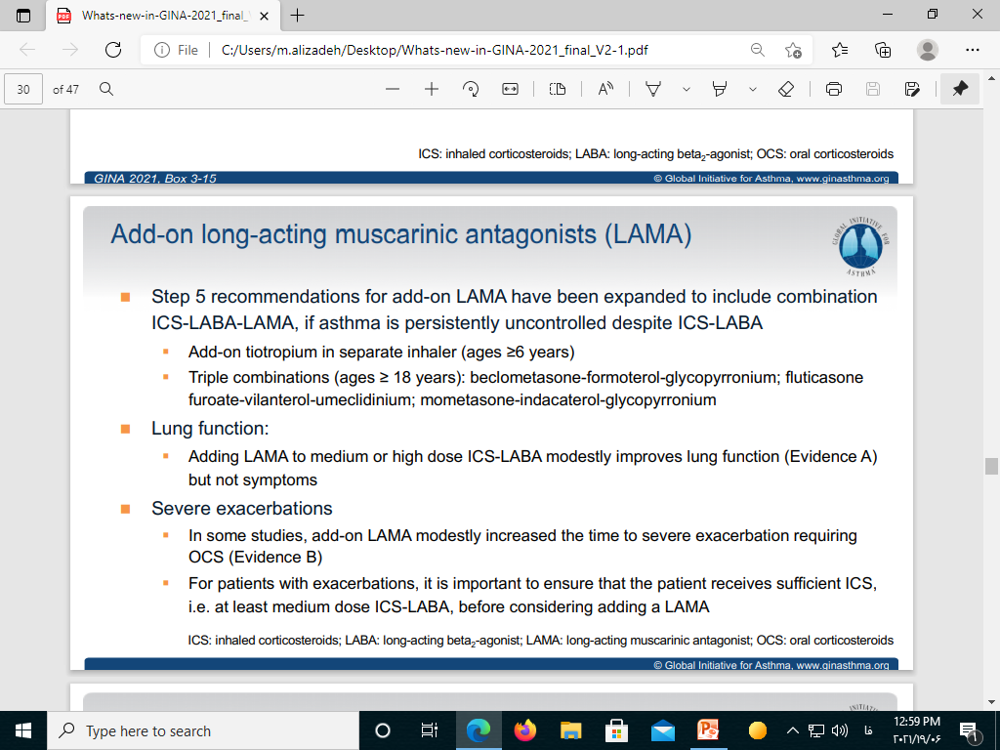 Whats-new-in-GINA-2021_final_V
File
C:/Users/m.alizadeh/Desktop/Whats-new-in-GINA-2021_final_V2-1.pdf
30 of 47
ICS: inhaled corticosteroids; LABA: long-acting beta2-agonist; OCS: oral corticosteroids
GINA 2021, Box 3-15
© Global Initiative for Asthma, www.ginasthma.org
Add-on long-acting muscarinic antagonists (LAMA)
GLOBAL INITIATIVE FOR ASTHMA
Step 5 recommendations for add-on LAMA have been expanded to include combination
ICS-LABA-LAMA, if asthma is persistently uncontrolled despite ICS-LABA
Add-on tiotropium in separate inhaler (ages ≥6 years)
Triple combinations (ages ≥ 18 years): beclometasone-formoterol-glycopyrronium; fluticasone
furoate-vilanterol-umeclidinium; mometasone-indacaterol-glycopyrronium
Lung function:
Adding LAMA to medium or high dose ICS-LABA modestly improves lung function (Evidence A)
but not symptoms
Severe exacerbations
In some studies, add-on LAMA modestly increased the time to severe exacerbation requiring
OCS (Evidence B)
For patients with exacerbations, it is important to ensure that the patient receives sufficient ICS,
i.e. at least medium dose ICS-LABA, before considering adding a LAMA
ICS: inhaled corticosteroids; LABA: long-acting beta2-agonist; LAMA: long-acting muscarinic antagonist; OCS: oral corticosteroids
© Global Initiative for Asthma, www.ginasthma.org
Type here to search
فا
12:59 PM
۲۰۲۱/۱۹/۰۶
1